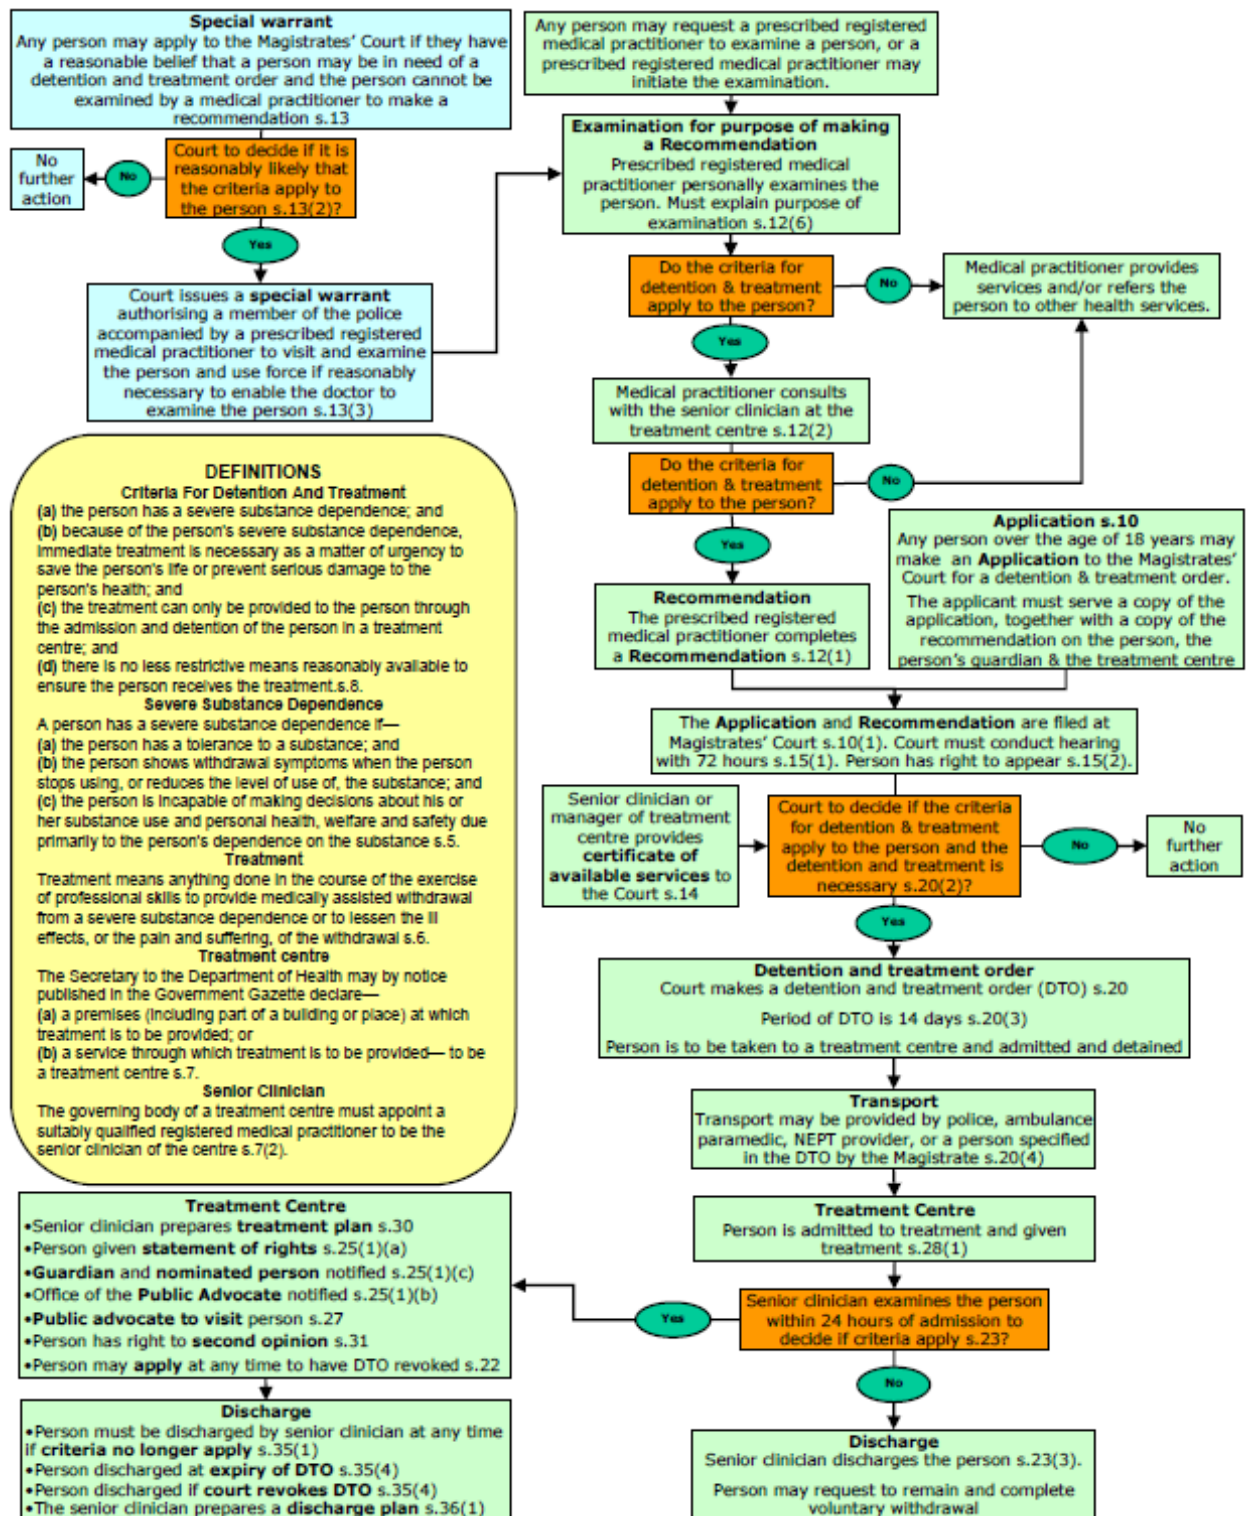 Special warrant
Any person may apply to the Magistrates' Court if they have
a reasonable belief that a person may be in need of a
detention and treatment order and the person cannot be
examined by a medical practitioner to make a
recommendation s.13
Court to decide if it is
reasonably likely that
the criteria apply to
the person s.13(2)?
No
No
further
action
Yes
Court issues a special warrant
authorising a member of the police
accompanied by a prescribed registered
medical practitioner to visit and examine
the person and use force if reasonably
necessary to enable the doctor to
examine the person s.13(3)
Any person may request a prescribed registered
medical practitioner to examine a person, or a
prescribed registered medical practitioner may
initiate the examination.
Examination for purpose of making
a Recommendation
Prescribed registered medical
practitioner personally examines the
person. Must explain purpose of
examination s.12(6)
Do the criteria for
detention & treatment
apply to the person?
No
Medical practitioner provides
services and/or refers the
person to other health services.
Yes
Medical practitioner consults
with the senior clinician at the
treatment centre s.12(2)
Do the criteria for
detention & treatment
apply to the person?
No
Yes
Recommendation
The prescribed registered
medical practitioner completes
a Recommendation s.12(1)
Application s.10
Any person over the age of 18 years may
make an Application to the Magistrates'
Court for a detention & treatment order.
The applicant must serve a copy of the
application, together with a copy of the
recommendation on the person, the
person's guardian & the treatment centre
The Application and Recommendation are filed at
Magistrates' Court s.10(1). Court must conduct hearing
with 72 hours s.15(1). Person has right to appear s.15(2).
Senior clinician or
manager of treatment
centre provides
certificate of
available services to
the Court s.14
Court to decide if the criteria
for detention & treatment
apply to the person and the
detention and treatment is
necessary s.20(2)?
No
No
further
action
Yes
Detention and treatment order
Court makes a detention and treatment order (DTO) s.20
Period of DTO is 14 days s.20(3)
Person is to be taken to a treatment centre and admitted and detained
Transport
Transport may be provided by police, ambulance
paramedic, NEPT provider, or a person specified
in the DTO by the Magistrate s.20(4)
Treatment Centre
Person is admitted to treatment and given
treatment s.28(1)
Senior clinician examines the person
within 24 hours of admission to
decide if criteria apply s.23?
Yes
No
Discharge
Senior clinician discharges the person s.23(3).
Person may request to remain and complete
voluntary withdrawal
DEFINITIONS
Criteria For Detention And Treatment
(a) the person has a severe substance dependence; and
(b) because of the person's severe substance dependence,
immediate treatment is necessary as a matter of urgency to
save the person's life or prevent serious damage to the
person's health; and
(c) the treatment can only be provided to the person through
the admission and detention of the person in a treatment
centre; and
(d) there is no less restrictive means reasonably available to
ensure the person receives the treatment.s.8.
Severe Substance Dependence
A person has a severe substance dependence if—
(a) the person has a tolerance to a substance; and
(b) the person shows withdrawal symptoms when the person
stops using, or reduces the level of use of, the substance; and
(c) the person is incapable of making decisions about his or
her substance use and personal health, welfare and safety due
primarily to the person's dependence on the substance s.5.
Treatment
Treatment means anything done in the course of the exercise
of professional skills to provide medically assisted withdrawal
from a severe substance dependence or to lessen the ill
effects, or the pain and suffering, of the withdrawal s.6.
Treatment centre
The Secretary to the Department of Health may by notice
published in the Government Gazette declare—
(a) a premises (including part of a building or place) at which
treatment is to be provided; or
(b) a service through which treatment is to be provided— to be
a treatment centre s.7.
Senior Clinician
The governing body of a treatment centre must appoint a
suitably qualified registered medical practitioner to be the
senior clinician of the centre s.7(2).
Treatment Centre
•Senior clinician prepares treatment plan s.30
•Person given statement of rights s.25(1)(a)
•Guardian and nominated person notified s.25(1)(c)
•Office of the Public Advocate notified s.25(1)(b)
•Public advocate to visit person s.27
•Person has right to second opinion s.31
•Person may apply at any time to have DTO revoked s.22
Discharge
•Person must be discharged by senior clinician at any time
if criteria no longer apply s.35(1)
•Person discharged at expiry of DTO s.35(4)
•Person discharged if court revokes DTO s.35(4)
•The senior clinician prepares a discharge plan s.36(1)